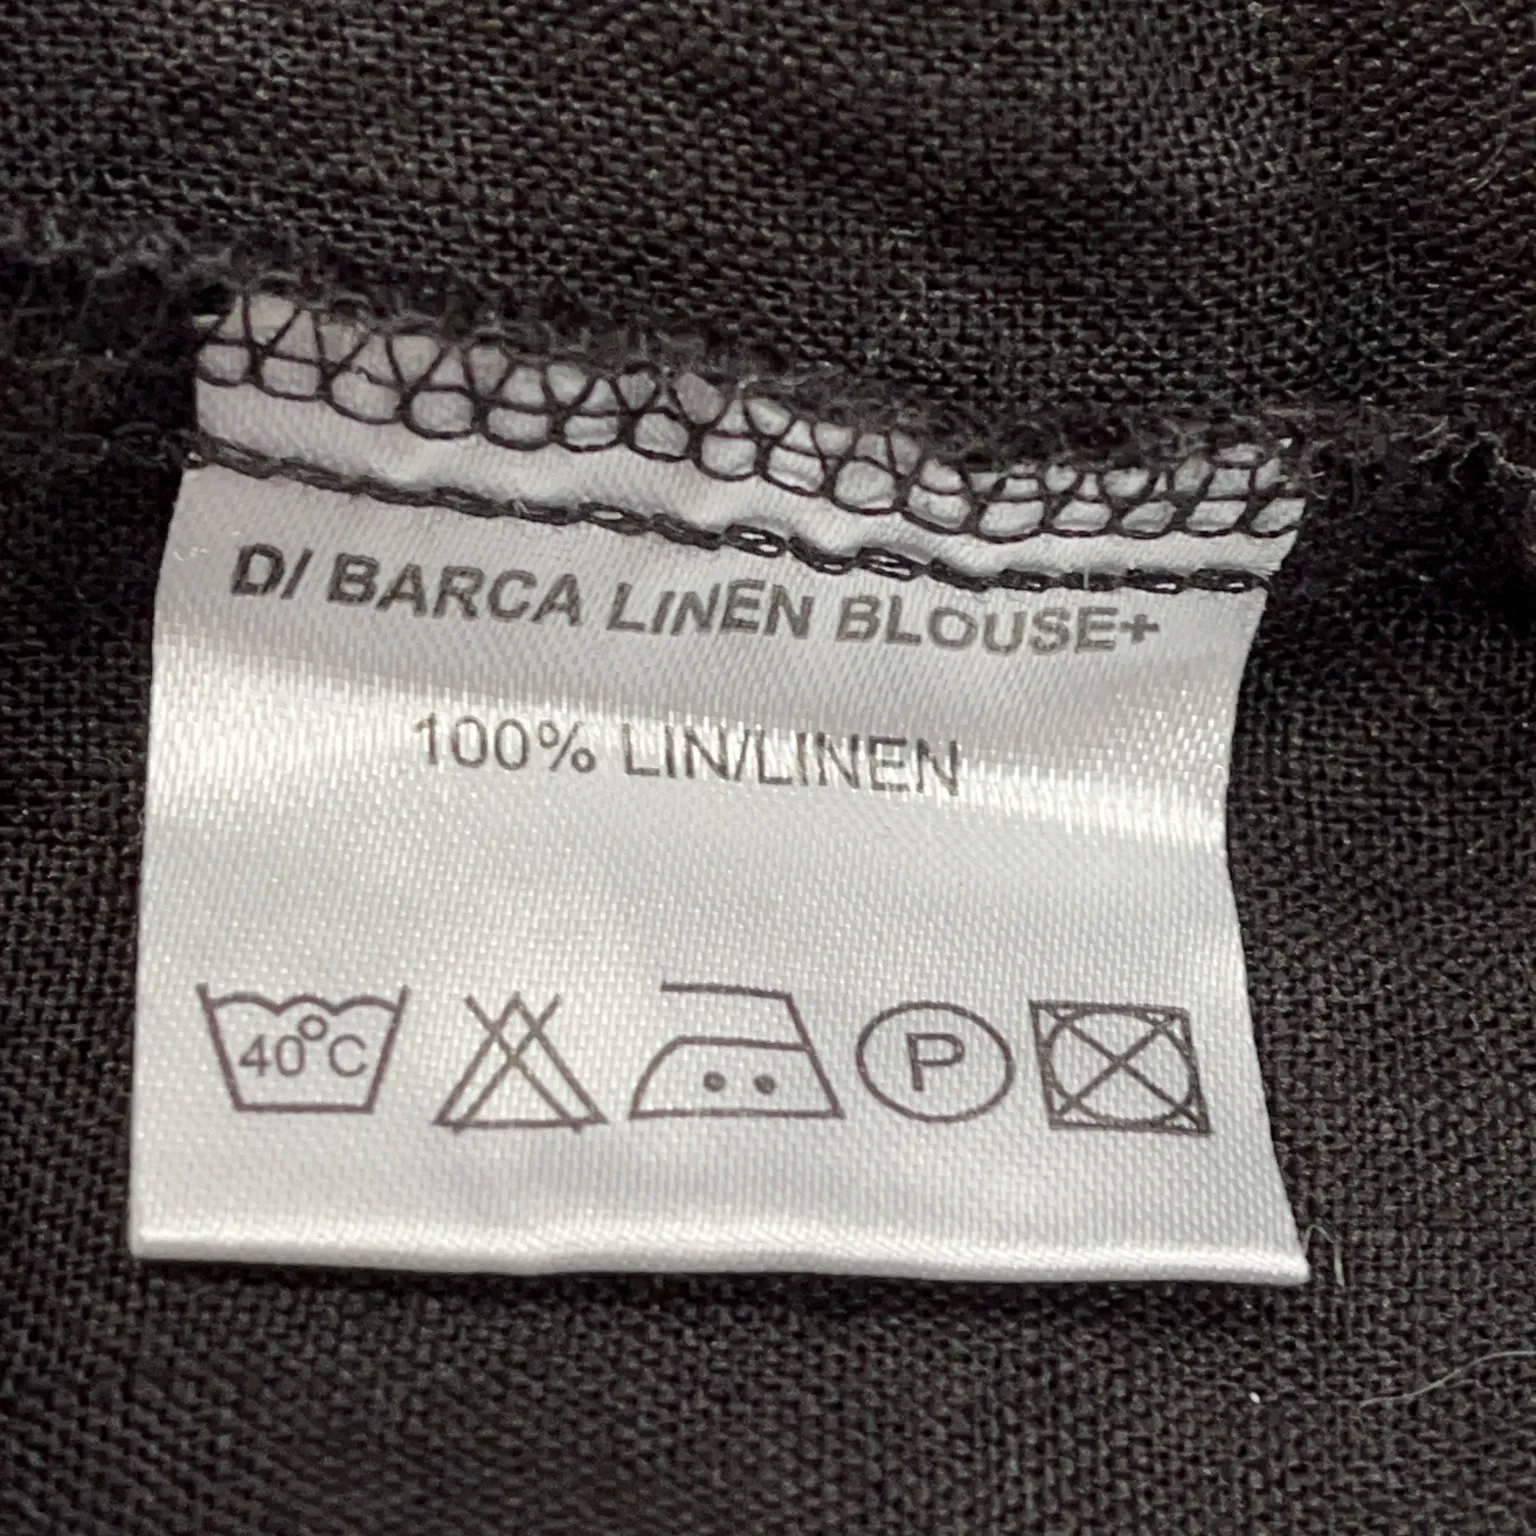 D/ BARCA LINEN BLOUSE+
100% LIN/LINEN
40°C P